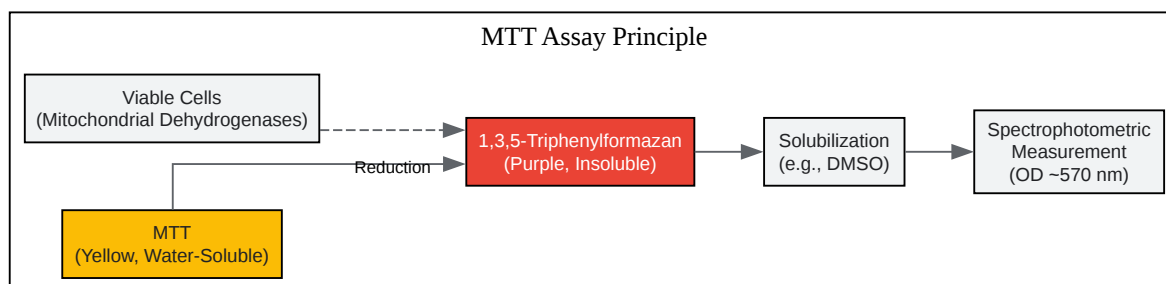 MTT Assay Principle
Viable Cells
(Mitochondrial Dehydrogenases)
Reduction
MTT
(Yellow, Water-Soluble)
1,3,5-Triphenylformazan
(Purple, Insoluble)
Solubilization
(e.g., DMSO)
Spectrophotometric
Measurement
(OD ~570 nm)